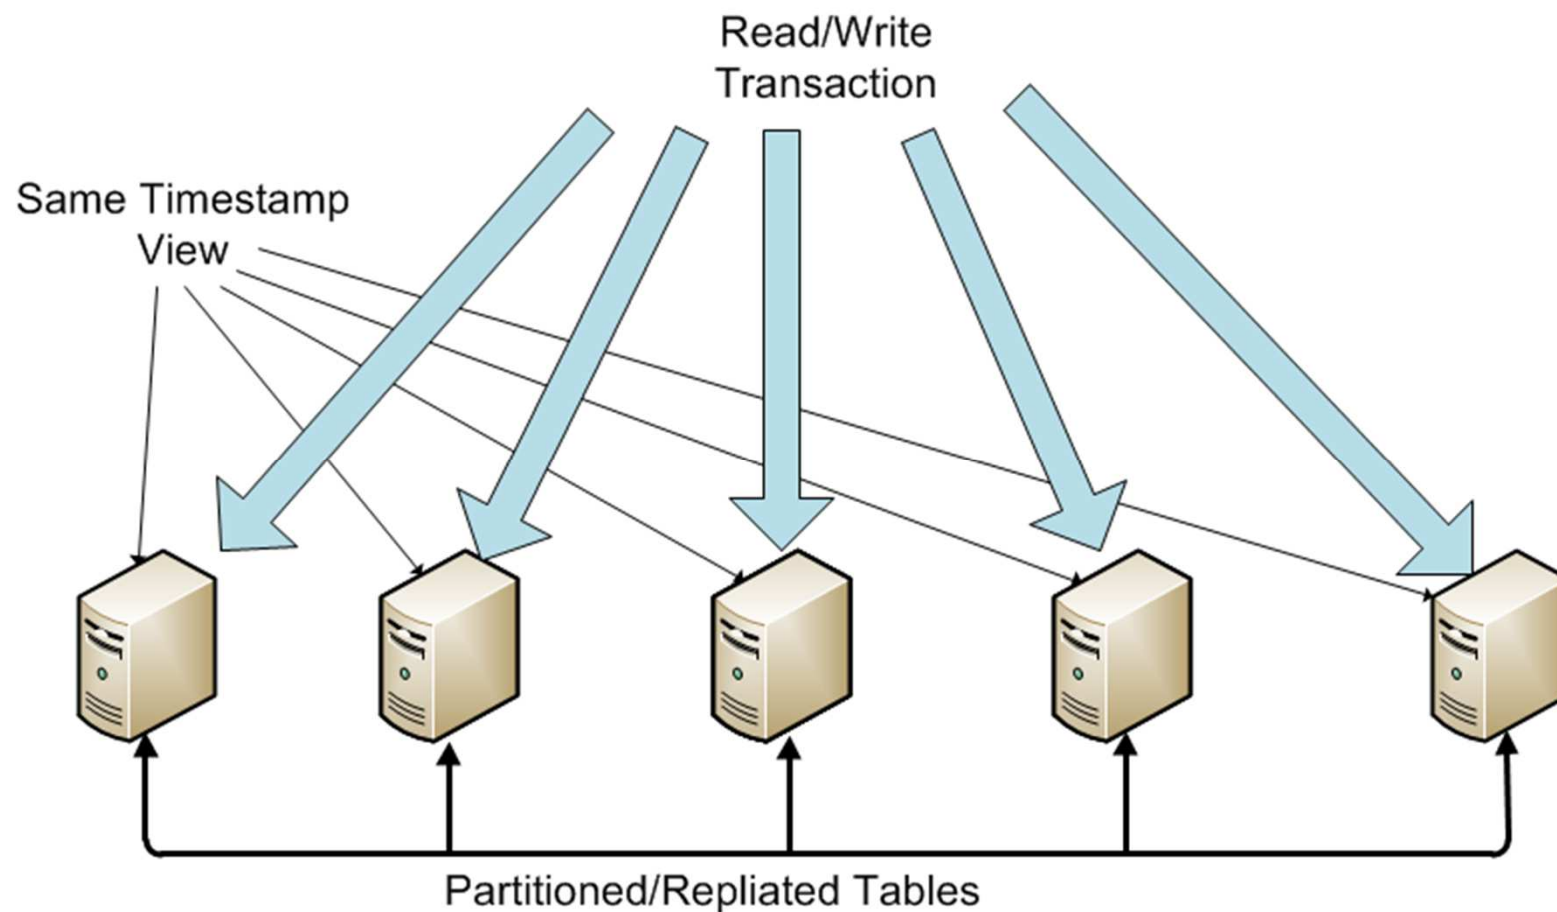 Read/Write
Transaction
Same Timestamp
View
Partitioned/Repliated Tables